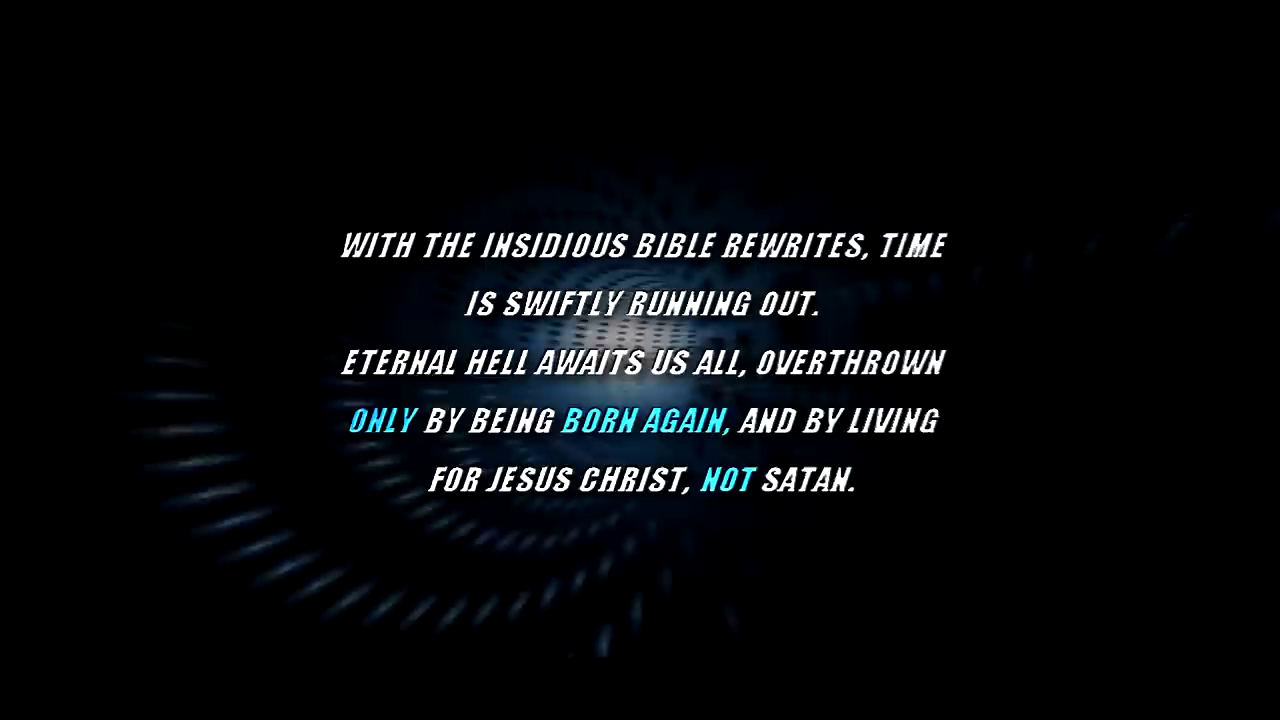 WITH THE INSIDIOUS BIBLE REWRITES, TIME
IS SWIFTLY RUNNING OUT.
ETERNAL HELL AWAITS US ALL, OVERTHROWN
ONLY BY BEING BORN AGAIN, AND BY LIVING
FOR JESUS CHRIST, NOT SATAN.